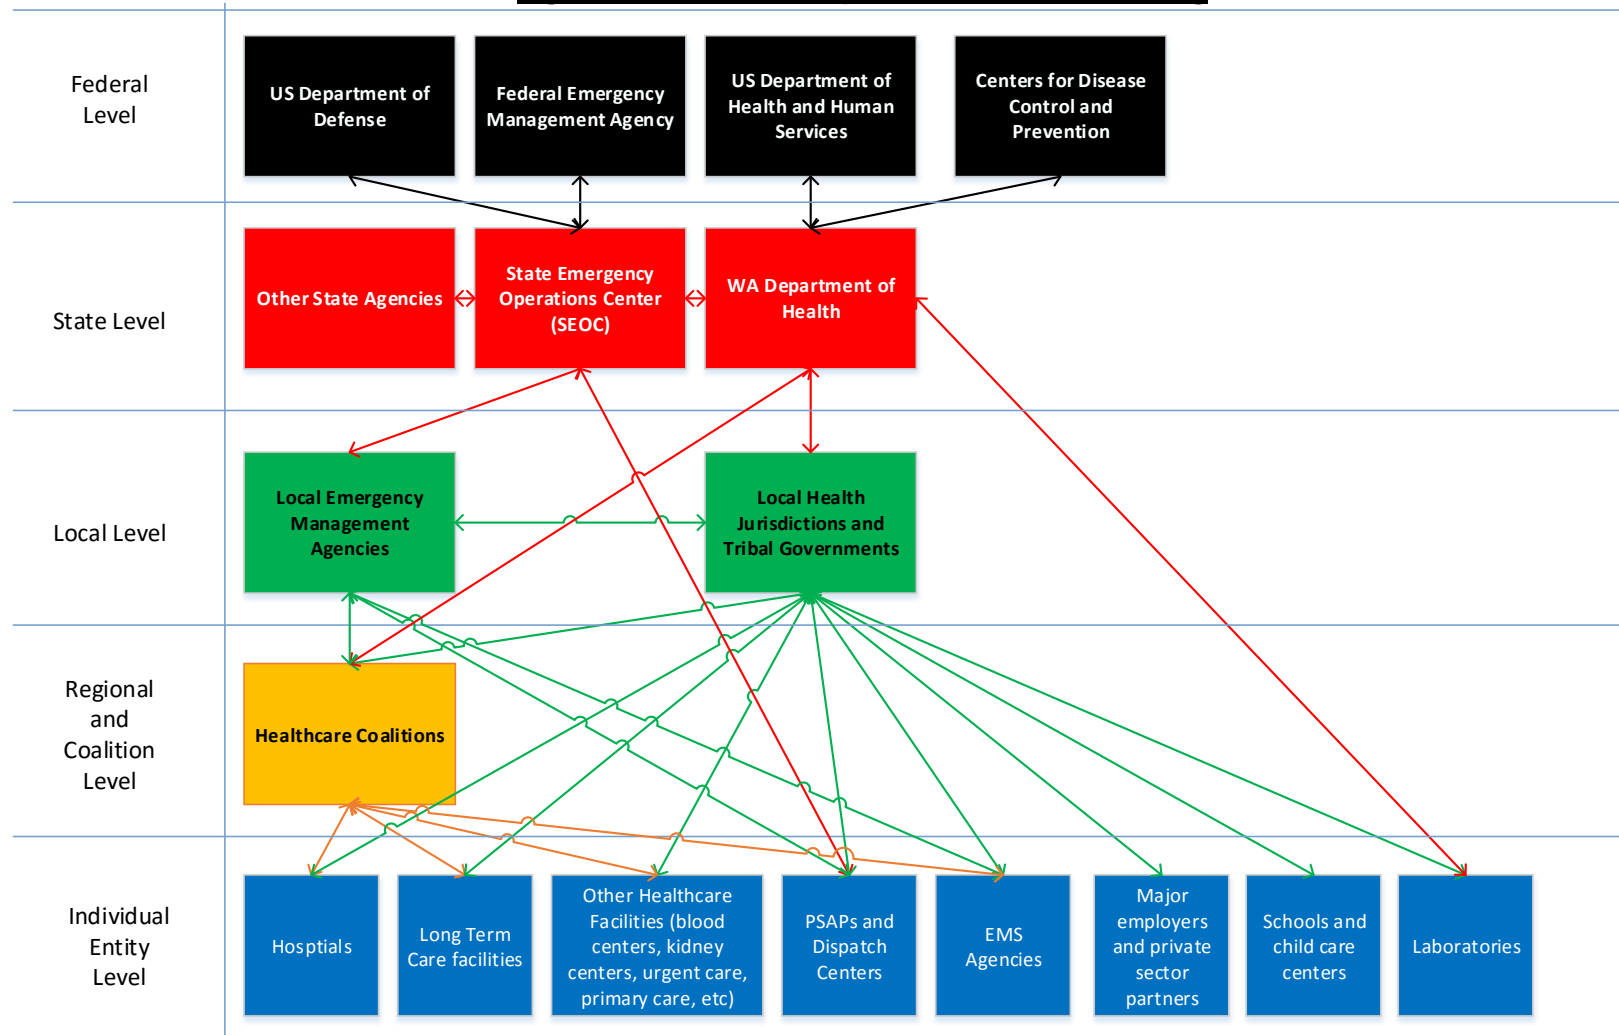 Federal
Level
US Department of
Defense
Federal Emergency
Management Agency
US Department of
Health and Human
Services
Centers for Disease
Control and
Prevention
State Level
Other State Agencies
State Emergency
Operations Center
(SEOC)
WA Department of
Health
Local Level
Local Emergency
Management
Agencies
Local Health
Jurisdictions and
Tribal Governments
Regional
and
Coalition
Level
Healthcare Coalitions
Individual
Entity
Level
Hosptials
Long Term
Care facilities
Other Healthcare
Facilities (blood
centers, kidney
centers, urgent care,
primary care, etc)
PSAPs and
Dispatch
Centers
EMS
Agencies
Major
employers
and private
sector
partners
Schools and
child care
centers
Laboratories